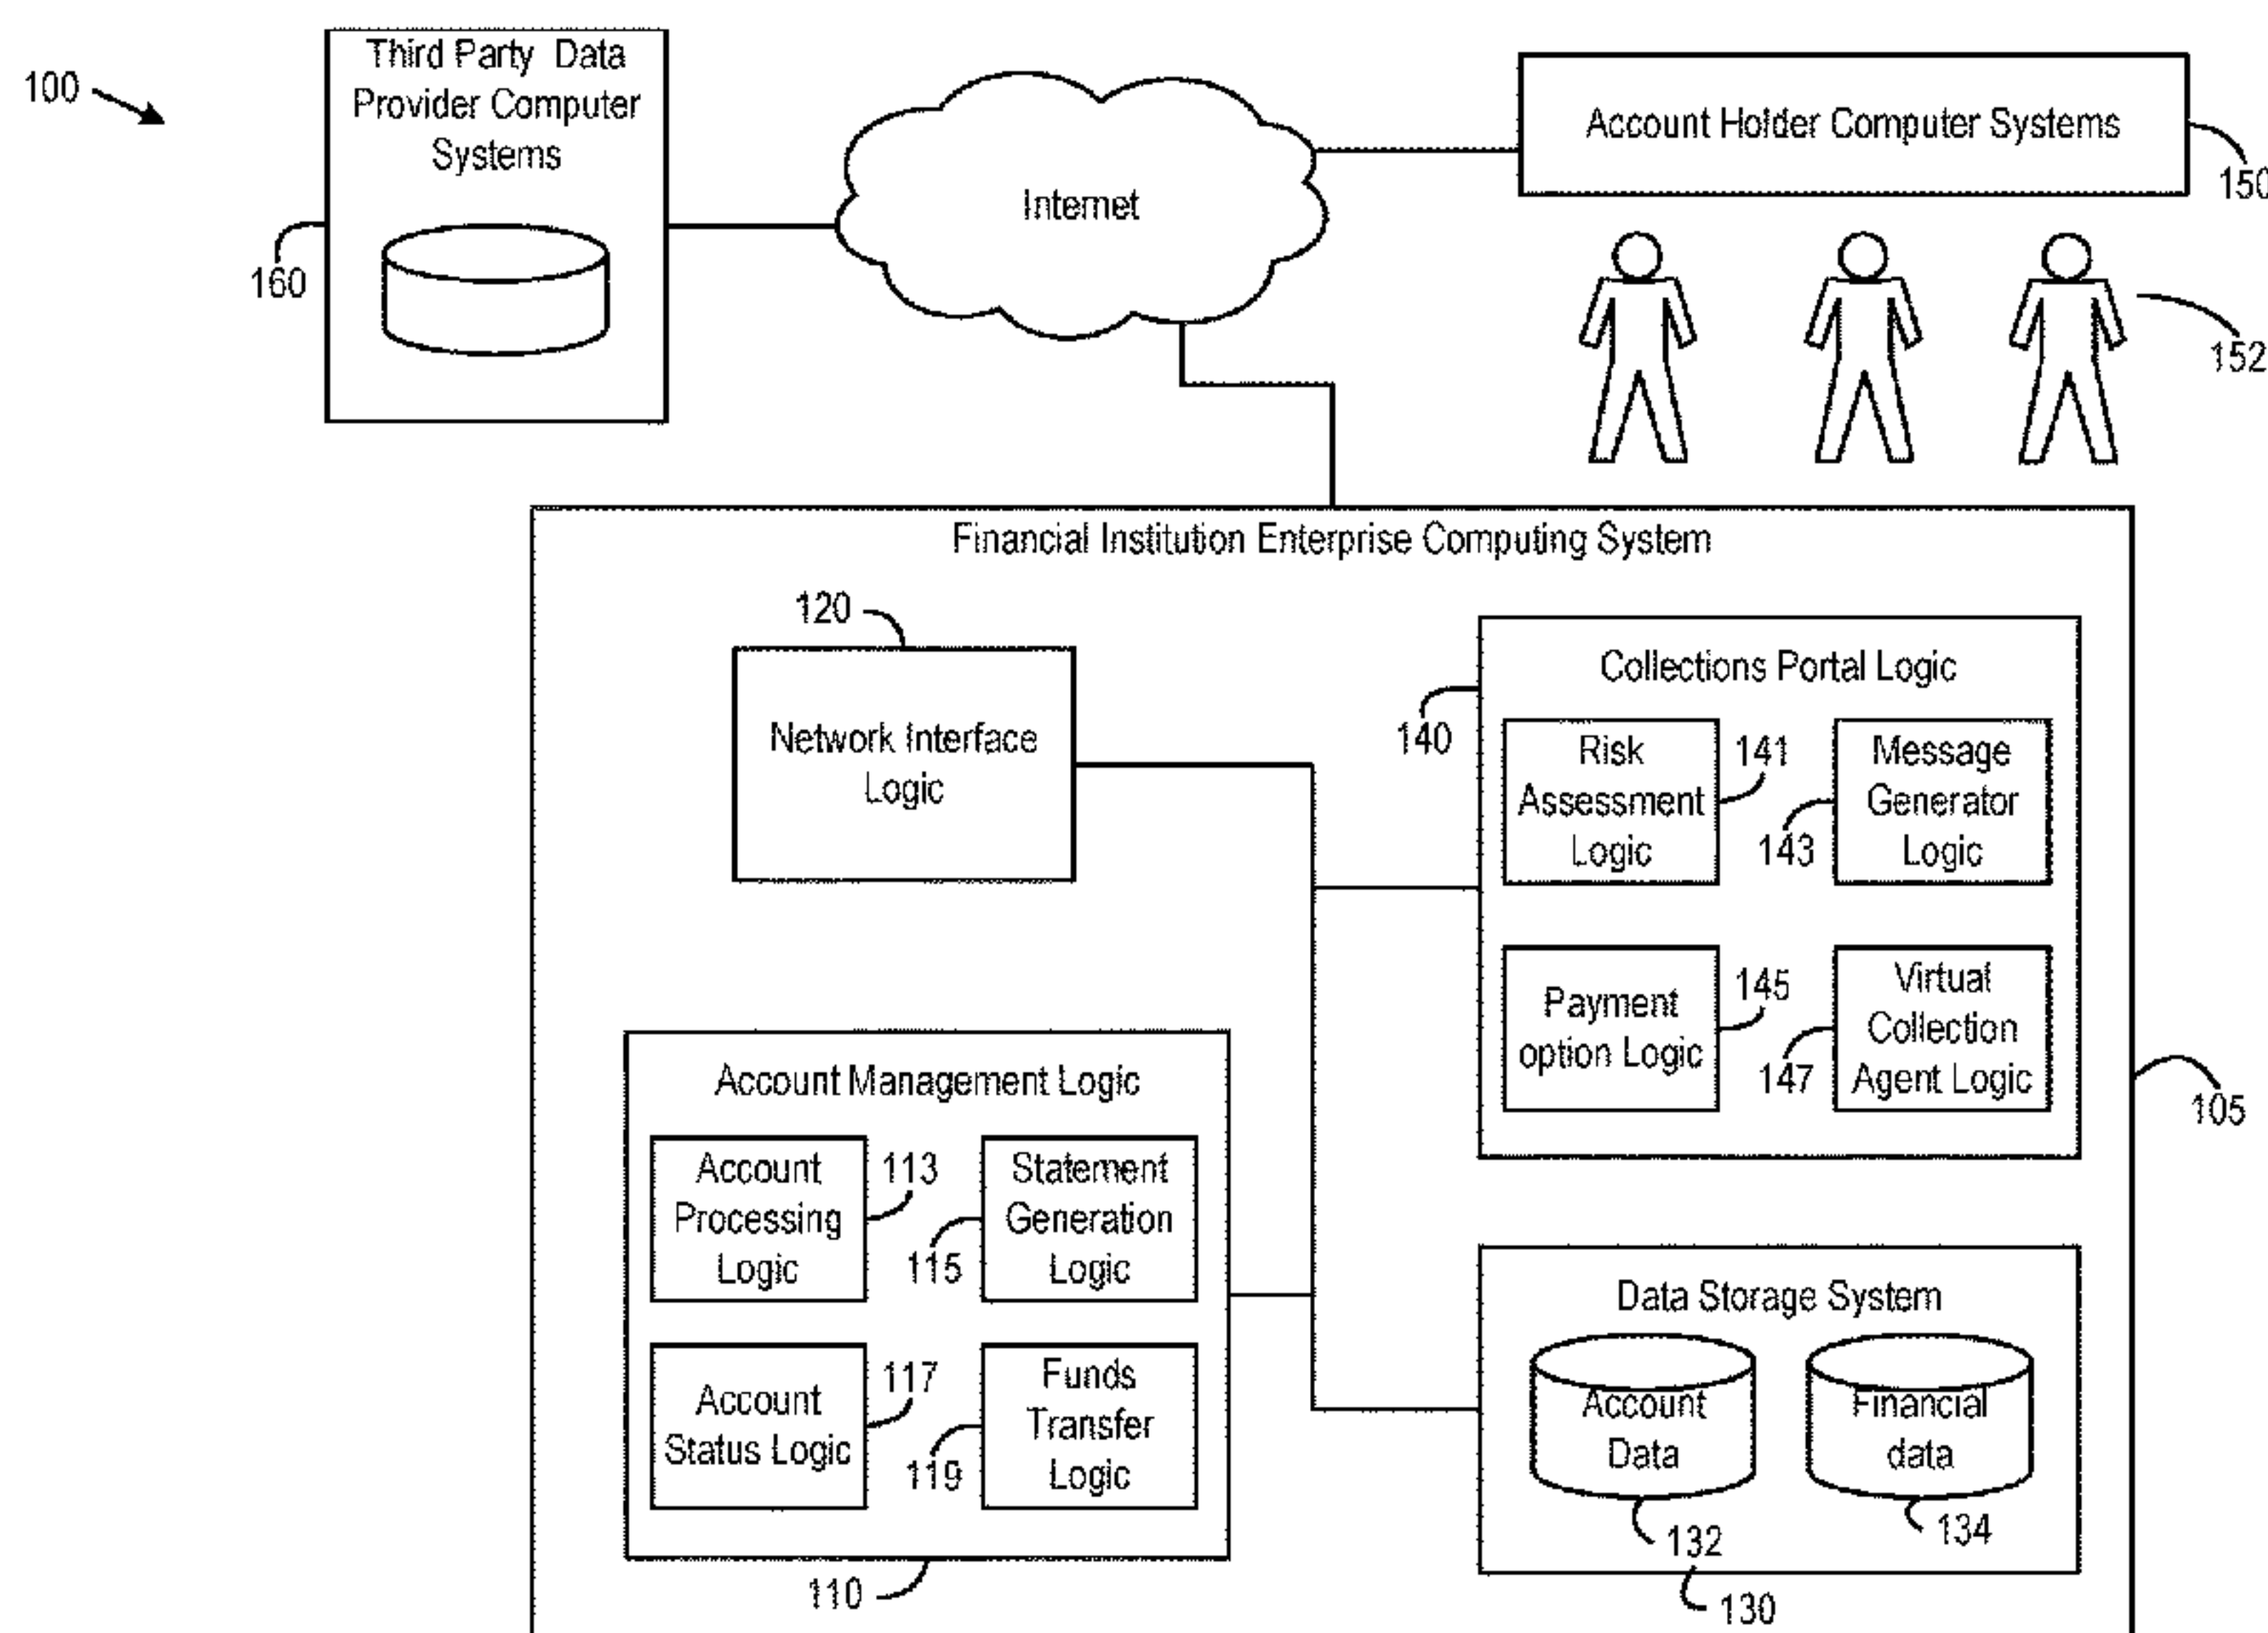 100
Third Party Data
Provider Computer
Systems
160
Internet
Account Holder Computer Systems
150
152
Financial Institution Enterprise Computing System
120
Network Interface
Logic
Collections Portal Logic
140
Risk
Assessment
Logic
141
143
Message
Generator
Logic
Payment
option Logic
145
147
Virtual
Collection
Agent Logic
105
Account Management Logic
Account
Processing
Logic
113
115
Statement
Generation
Logic
Account
Status Logic
117
119
Funds
Transfer
Logic
110
Data Storage System
Account
Data
Financial
data
132
134
130